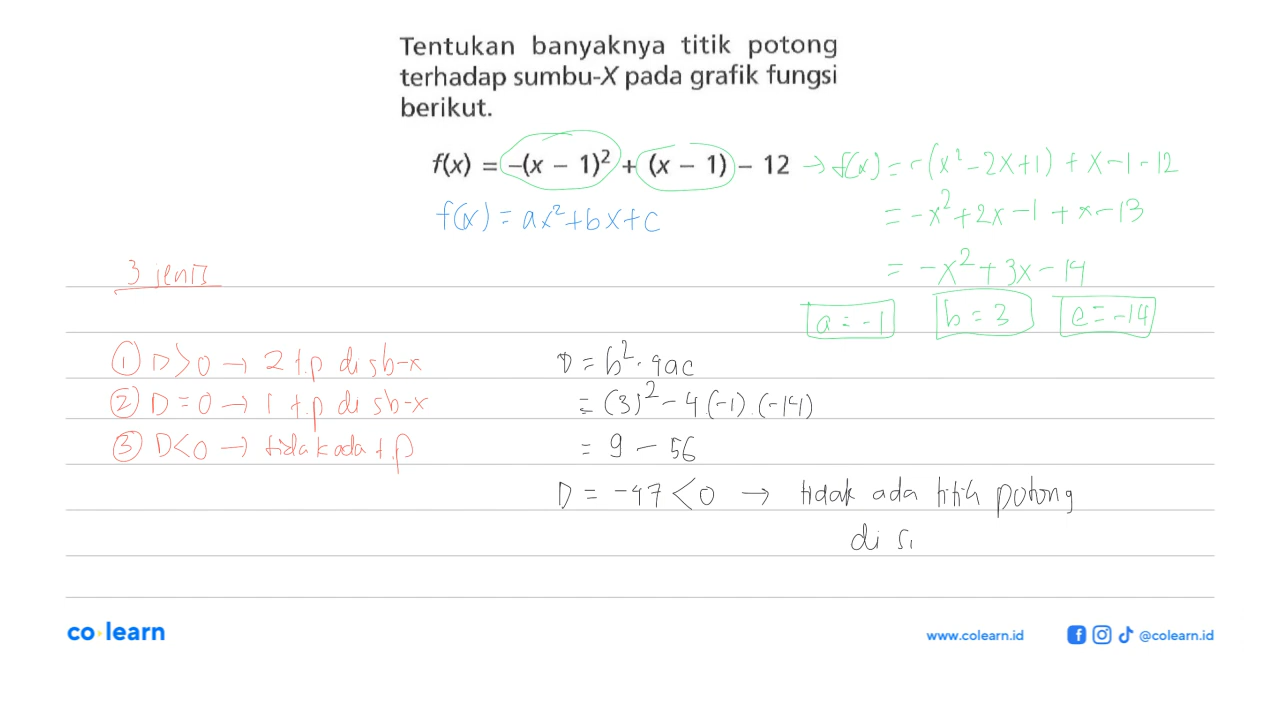 Tentukan banyaknya titik potong
terhadap sumbu-X pada grafik fungsi
berikut.
f(x) = -(x – 1)² + (x – 1) – 12 → f(x) = -(x² - 2x+1) + x-1-12
f(x) = ax²+bx+c
= -x²+2x-1 + x-13
= -x²+3x-14
3 jenis
a = -1 b = 3 c = -14
① D>0 → 2 t.p di sb-x
D = b² - 4ac
② D = 0 → 1 t.p di sb-x
= (3)² - 4.(-1).(-14)
③ D<0 → tidak ada t.p
= 9 - 56
D = -47 < 0 → tidak ada titik potong
di s
co learn
www.colearn.id
@colearn.id